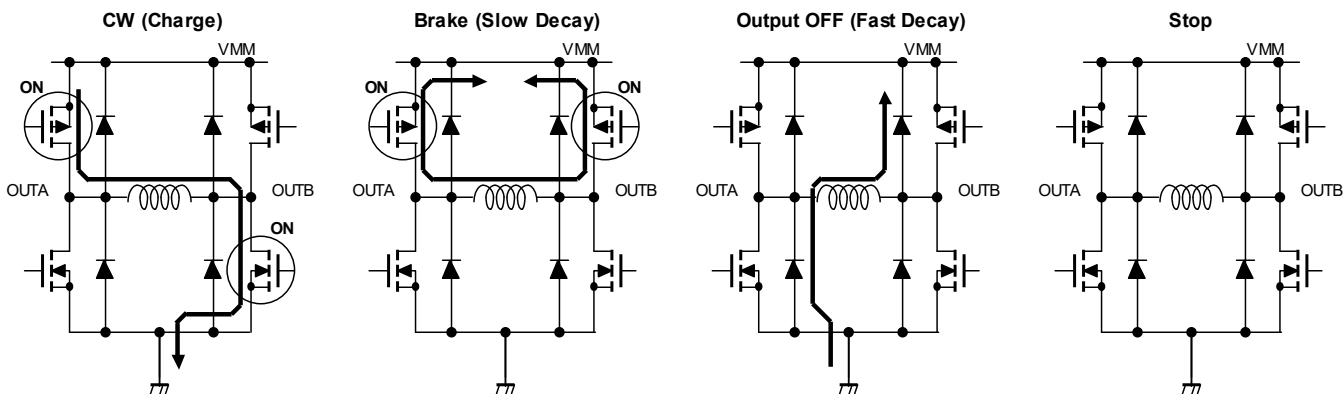 CW (Charge)
Brake (Slow Decay)
Output OFF (Fast Decay)
Stop
VMM
VMM
VMM
VMM
ON
ON
ON
OUTA
OUTB
OUTA
OUTB
OUTA
OUTB
OUTA
OUTB
ON